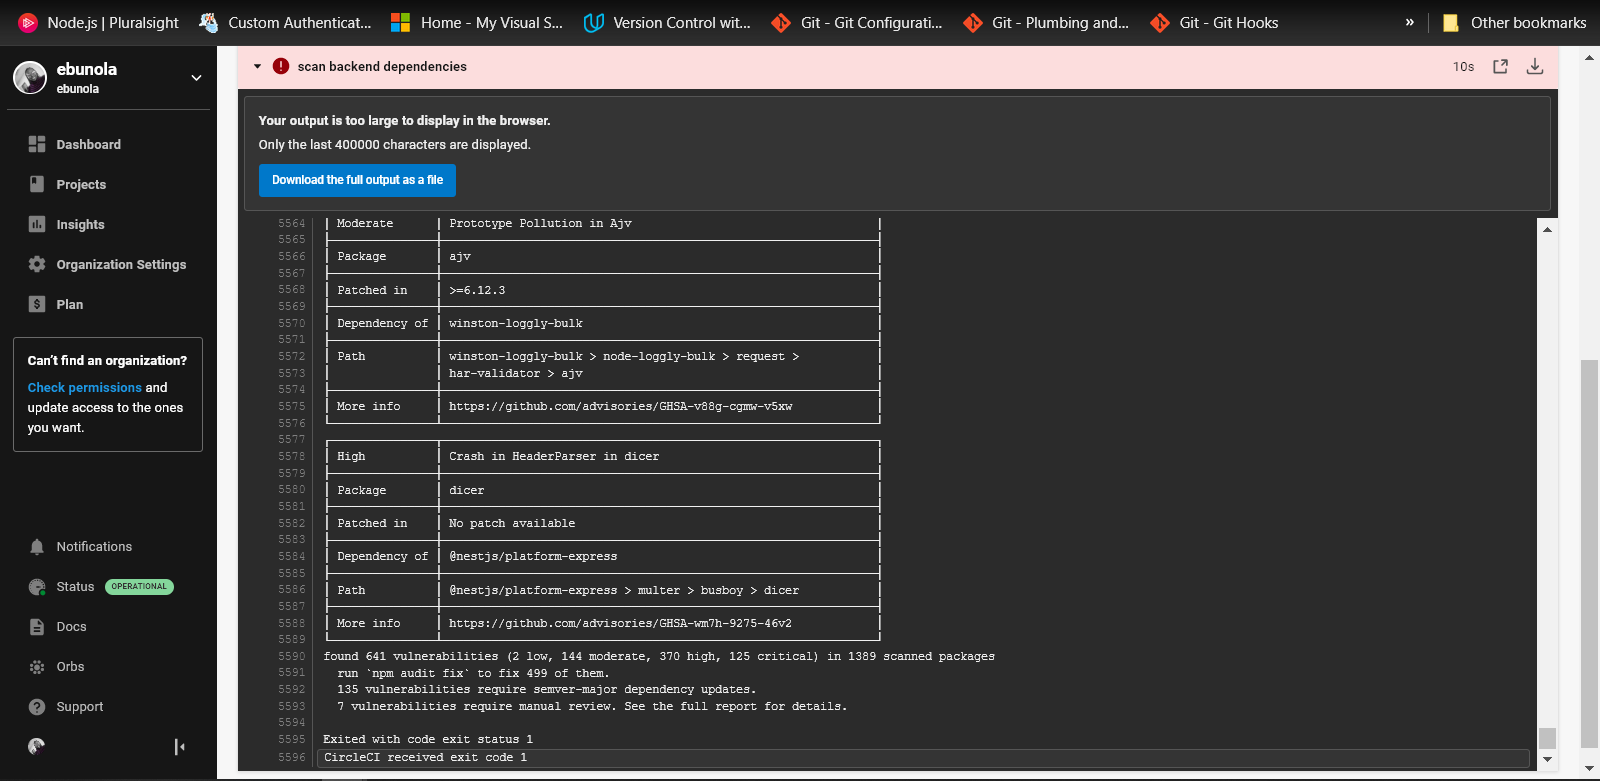 Node.js | Pluralsight
Custom Authenticat...
Home - My Visual S...
Version Control wit...
Git - Git Configurati...
Git - Plumbing and...
Git - Git Hooks
»
Other bookmarks
ebunola
ebunola
Dashboard
Projects
Insights
Organization Settings
Plan
Can't find an organization?
Check permissions and
update access to the ones
you want.
Notifications
Status OPERATIONAL
Docs
Orbs
Support
scan backend dependencies
10s
Your output is too large to display in the browser.
Only the last 400000 characters are displayed.
Download the full output as a file
5564 │ Moderate │ Prototype Pollution in Ajv │
5565
5566 │ Package │ ajv │
5567
5568 │ Patched in │ >=6.12.3 │
5569
5570 │ Dependency of │ winston-loggly-bulk │
5571
5572 │ Path │ winston-loggly-bulk > node-loggly-bulk > request > │
5573 │ │ har-validator > ajv │
5574
5575 │ More info │ https://github.com/advisories/GHSA-v88g-cgmw-v5xw │
5576
5577
5578 │ High │ Crash in HeaderParser in dicer │
5579
5580 │ Package │ dicer │
5581
5582 │ Patched in │ No patch available │
5583
5584 │ Dependency of │ @nestjs/platform-express │
5585
5586 │ Path │ @nestjs/platform-express > multer > busboy > dicer │
5587
5588 │ More info │ https://github.com/advisories/GHSA-wm7h-9275-46v2 │
5589
5590 found 641 vulnerabilities (2 low, 144 moderate, 370 high, 125 critical) in 1389 scanned packages
5591 run `npm audit fix` to fix 499 of them.
5592 135 vulnerabilities require semver-major dependency updates.
5593 7 vulnerabilities require manual review. See the full report for details.
5594
5595 Exited with code exit status 1
5596 CircleCI received exit code 1